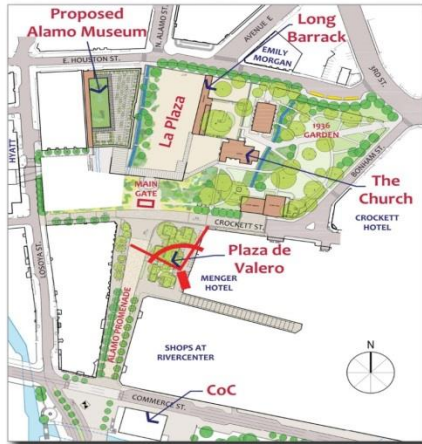 Proposed
Alamo Museum
N. ALAMO ST.
AVENUE E
Long
Barrack
E. HOUSTON ST.
EMILY
MORGAN
3RD ST.
La Plaza
1936
GARDEN
HYATT
MAIN
GATE
BONHAM ST.
The
Church
CROCKETT
HOTEL
CROCKETT ST.
LOSOYA ST.
Plaza de
Valero
MENGER
HOTEL
ALAMO PROMENADE
SHOPS AT
RIVERCENTER
N
CoC
COMMERCE ST.